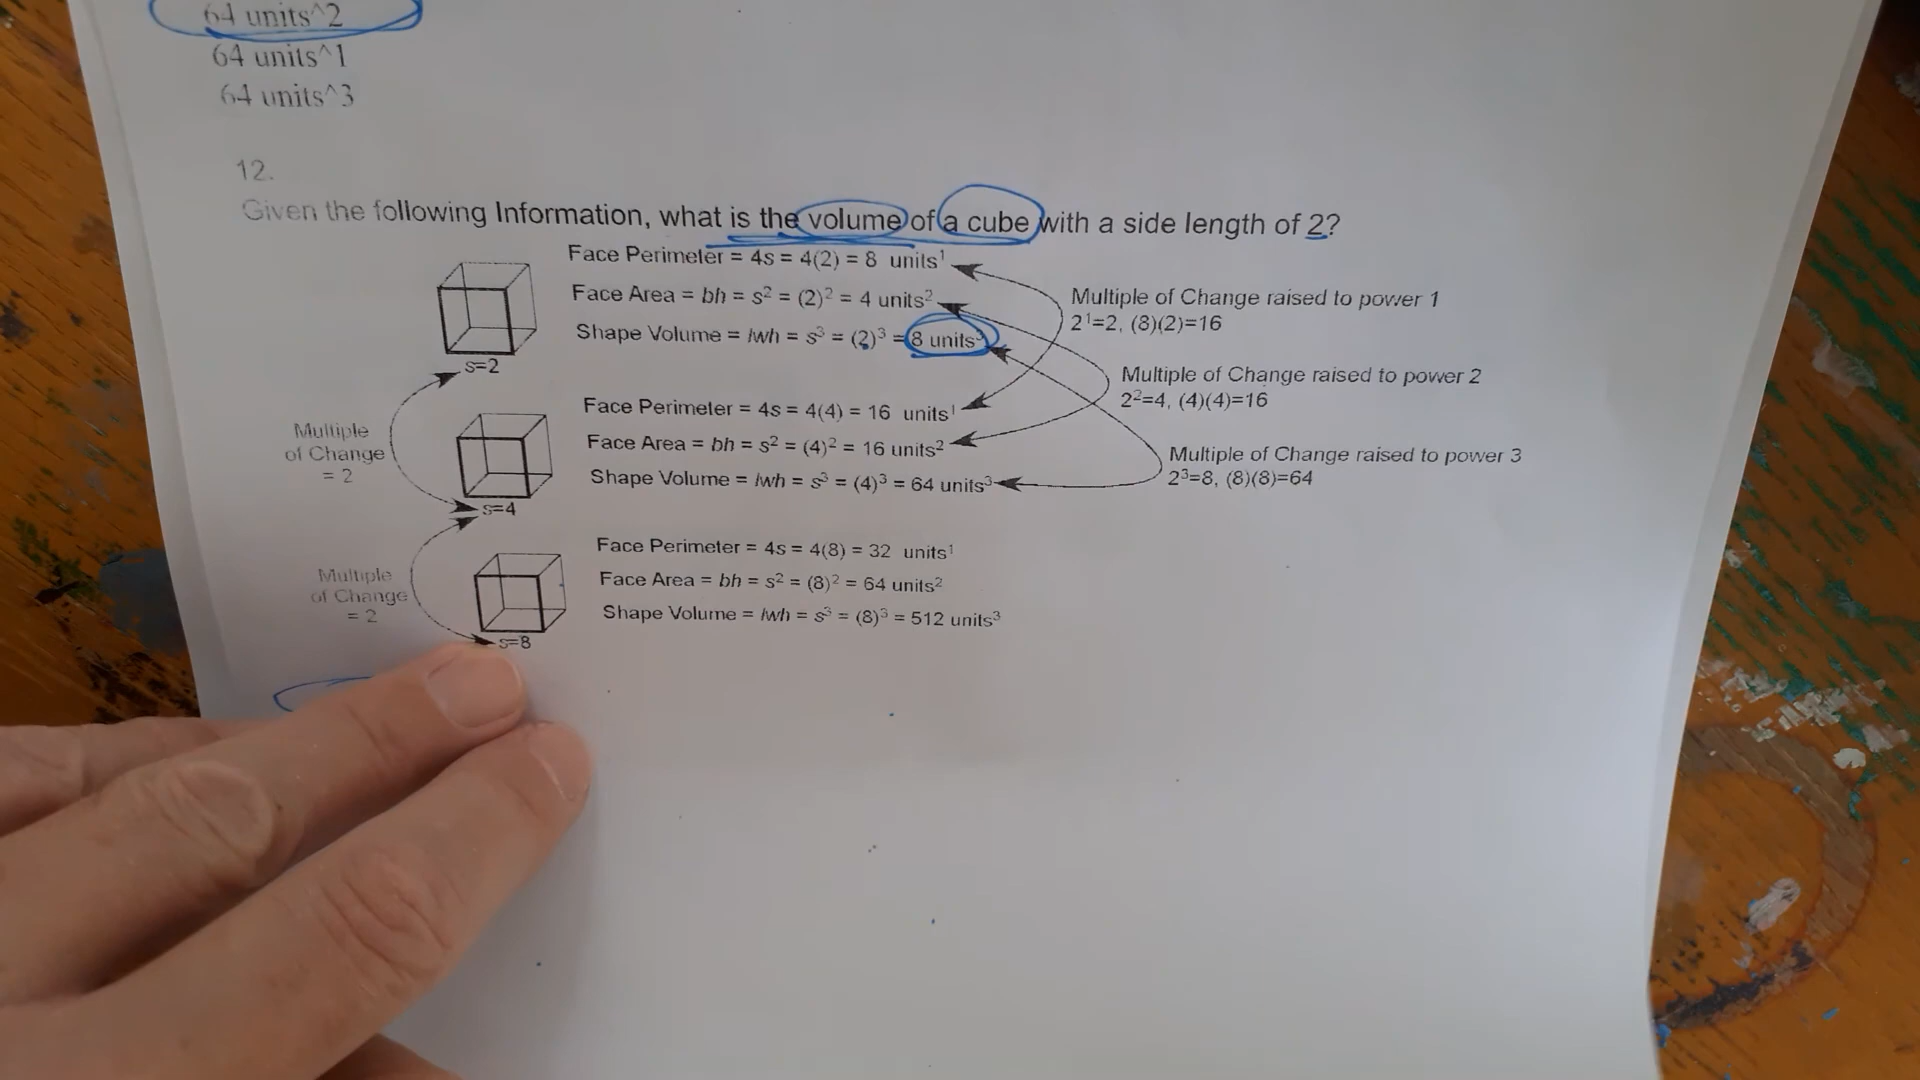 64 units^2
64 units^1
64 units^3
12.
Given the following Information, what is the volume of a cube with a side length of 2?
Face Perimeter = 4s = 4(2) = 8 units¹
Face Area = bh = s² = (2)² = 4 units²
Shape Volume = lwh = s³ = (2)³ = 8 units³
s=2
Multiple of Change raised to power 1
2¹=2, (8)(2)=16
Multiple of Change raised to power 2
2²=4, (4)(4)=16
Multiple of Change raised to power 3
2³=8, (8)(8)=64
Multiple
of Change
= 2
Face Perimeter = 4s = 4(4) = 16 units¹
Face Area = bh = s² = (4)² = 16 units²
Shape Volume = lwh = s³ = (4)³ = 64 units³
s=4
Multiple
of Change
= 2
Face Perimeter = 4s = 4(8) = 32 units¹
Face Area = bh = s² = (8)² = 64 units²
Shape Volume = lwh = s³ = (8)³ = 512 units³
s=8